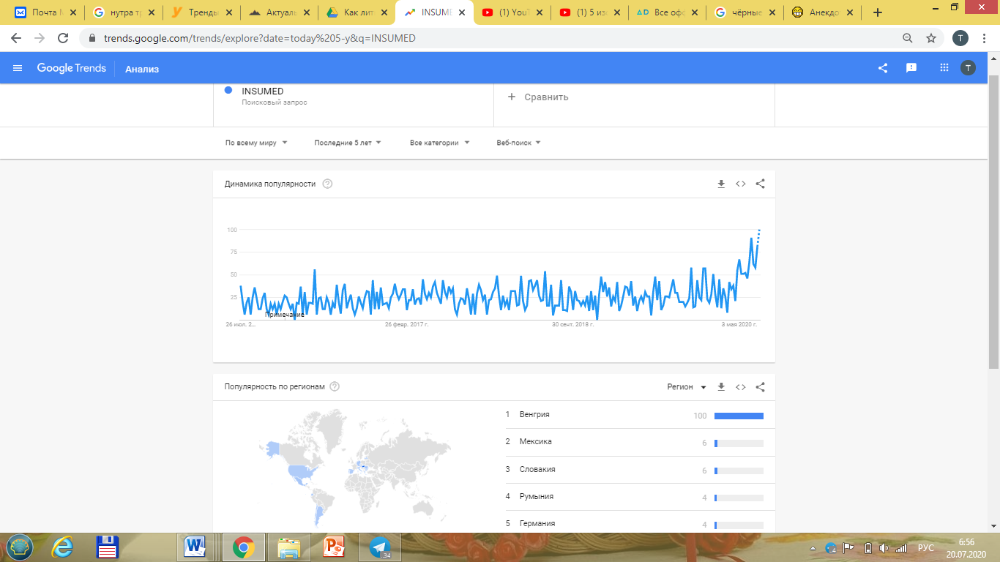 Почта М
нутра тр
Тренды
Актуаль
Как лит
INSUMED
(1) YouT
(1) 5 изо
Все офф
чёрные
Анекдо
trends.google.com/trends/explore?date=today%205-y&q=INSUMED
T
Google Trends
Анализ
T
INSUMED
Поисковый запрос
+ Сравнить
По всему миру
Последние 5 лет
Все категории
Веб-поиск
Динамика популярности
100
75
50
25
Примечание
26 июл. 2...
26 февр. 2017 г.
30 сент. 2018 г.
3 мая 2020 г.
Популярность по регионам
Регион
1 Венгрия 100
2 Мексика 6
3 Словакия 6
4 Румыния 4
5 Германия 4
34
РУС
6:56
20.07.2020